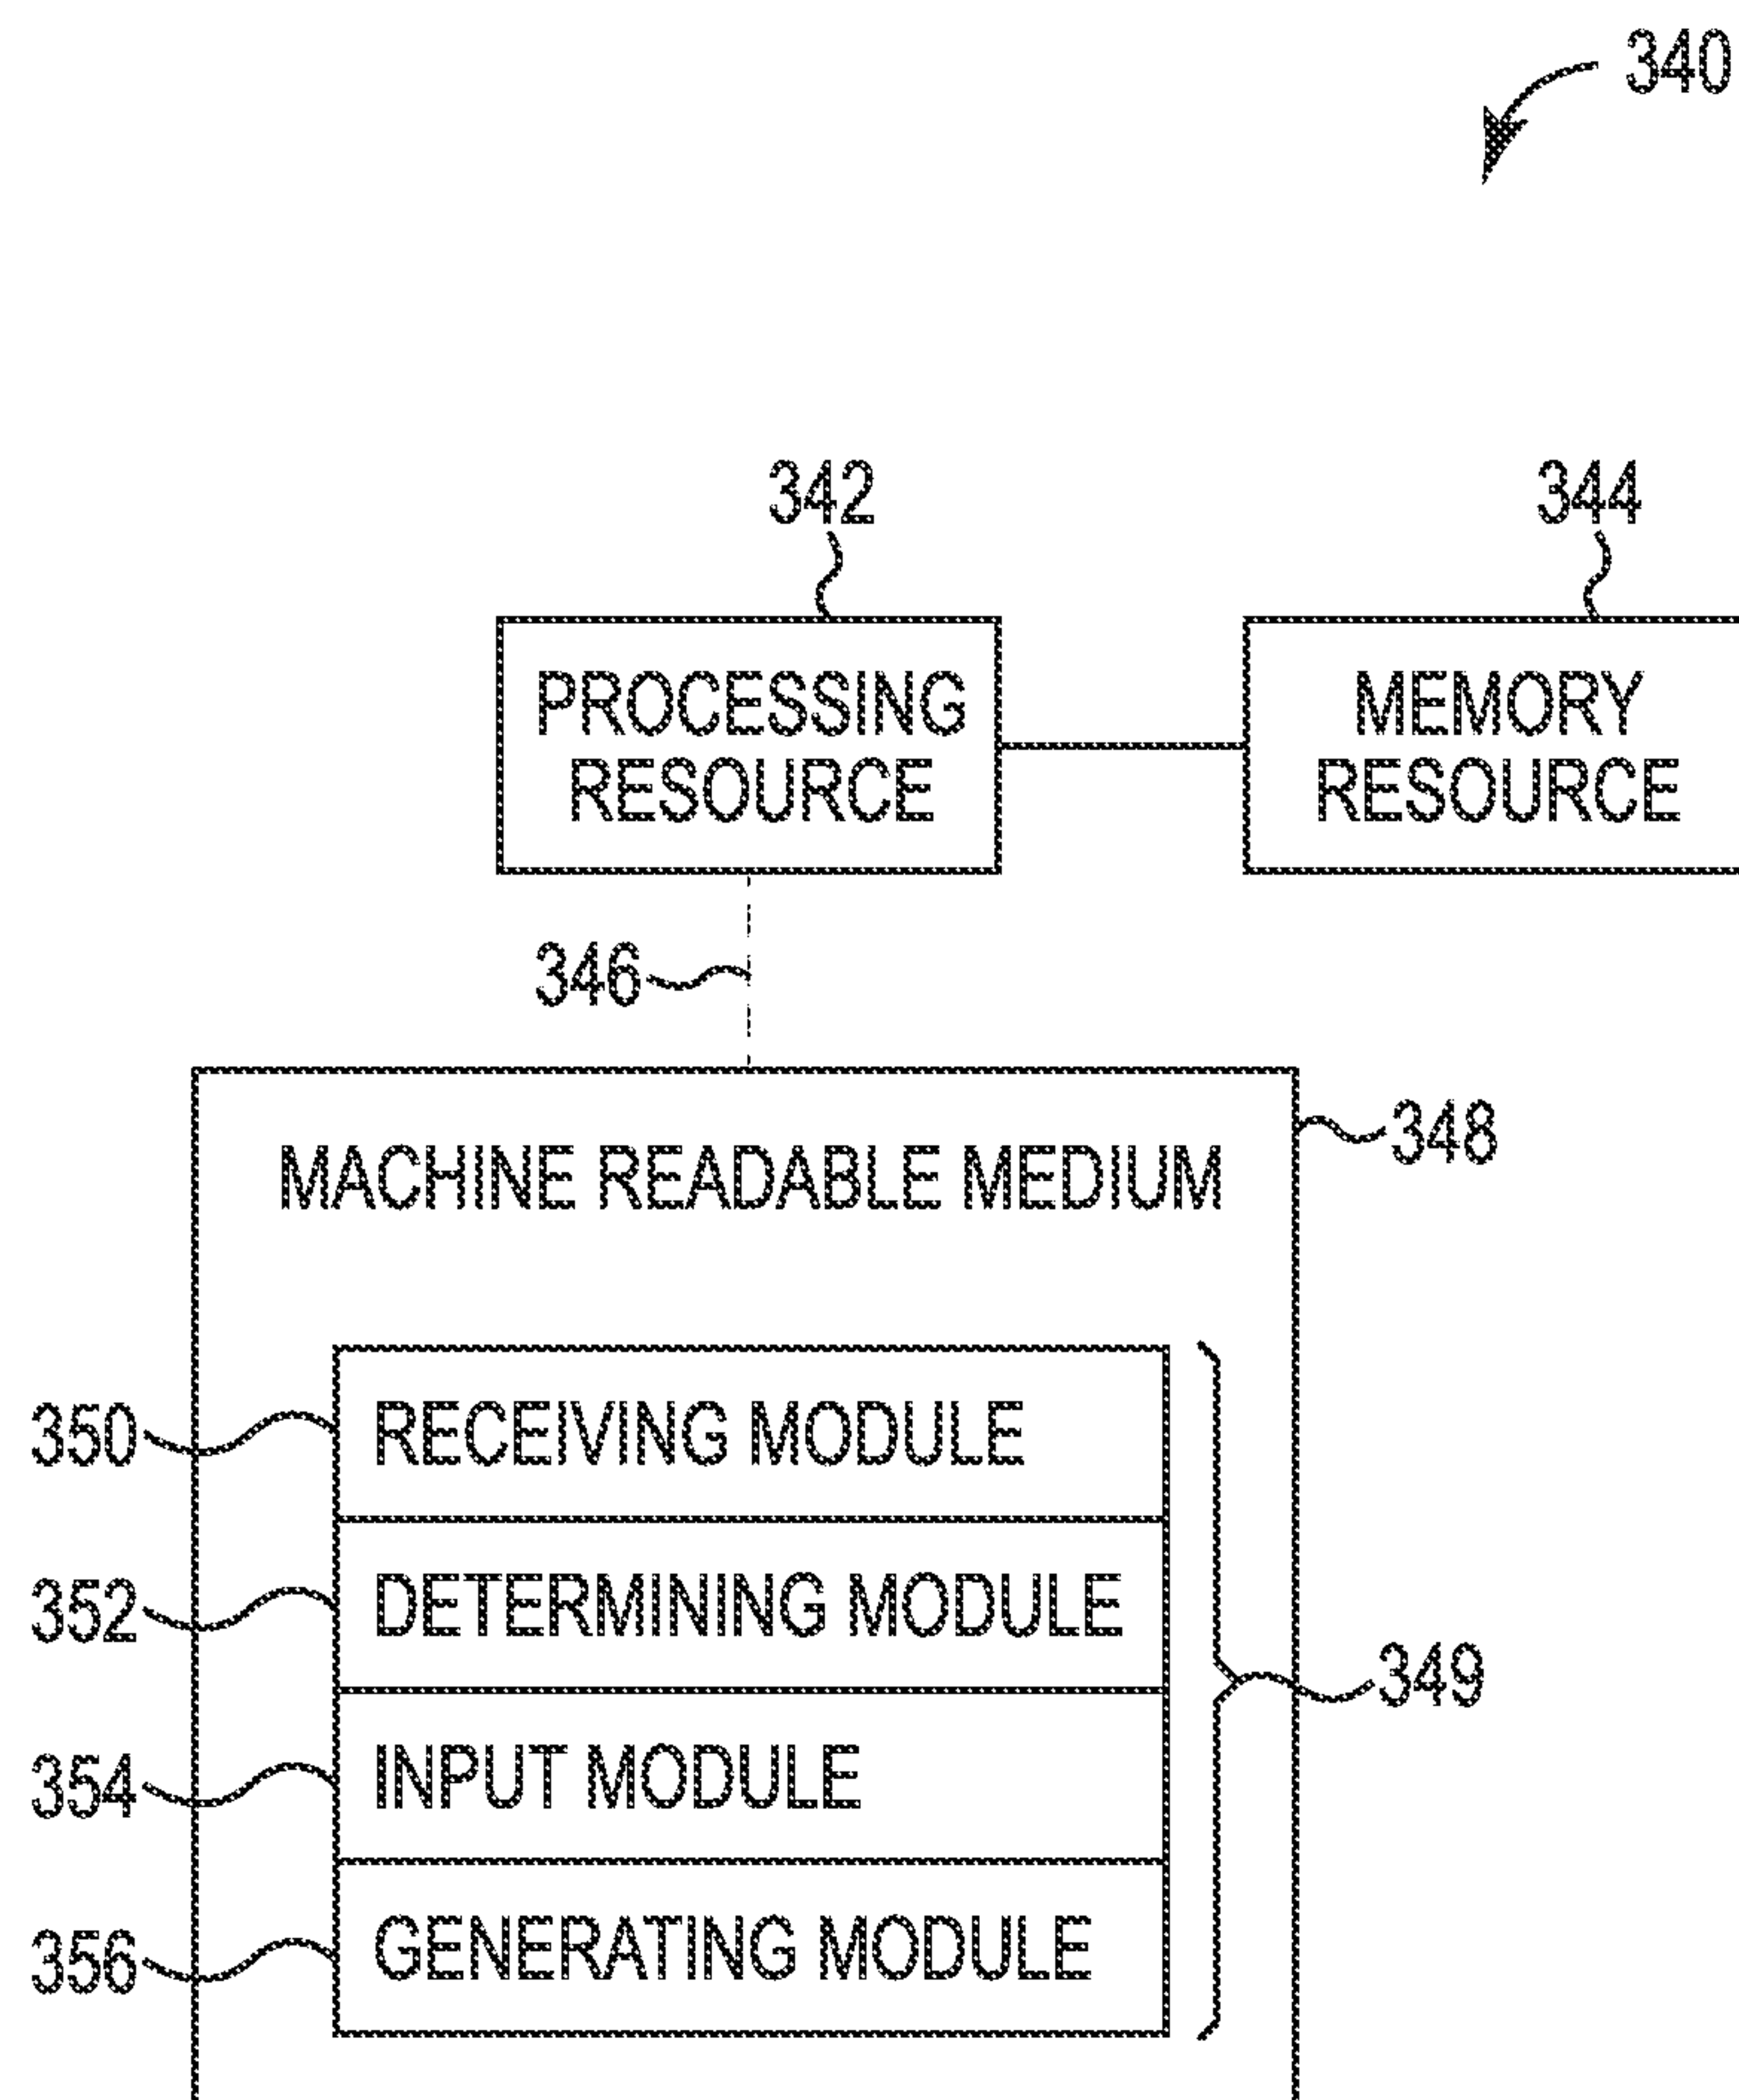 340
342
344
PROCESSING
RESOURCE
MEMORY
RESOURCE
346
MACHINE READABLE MEDIUM
348
350
RECEIVING MODULE
352
DETERMINING MODULE
349
354
INPUT MODULE
356
GENERATING MODULE